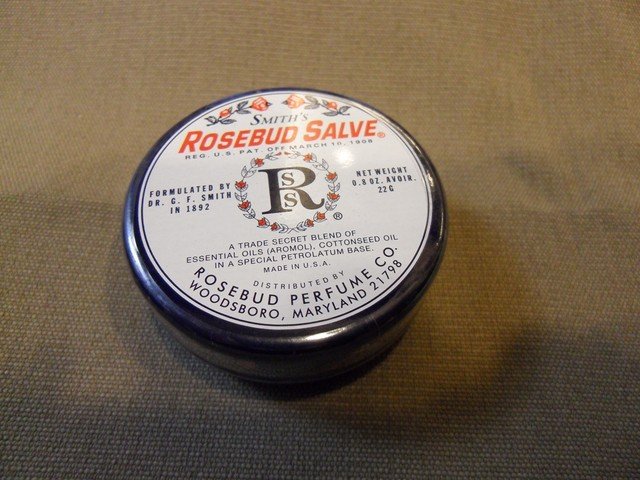 SMITH'S
ROSEBUD SALVE®
REG. U.S. PAT. OFF. MARCH 10, 1908
FORMULATED BY
DR. G. F. SMITH
IN 1892
R
S
S
®
NET WEIGHT
0.8 OZ. AVOIR.
22 G
A TRADE SECRET BLEND OF
ESSENTIAL OILS (AROMOL), COTTONSEED OIL
IN A SPECIAL PETROLATUM BASE.
MADE IN U.S.A.
DISTRIBUTED BY
ROSEBUD PERFUME CO.
WOODSBORO, MARYLAND 21798